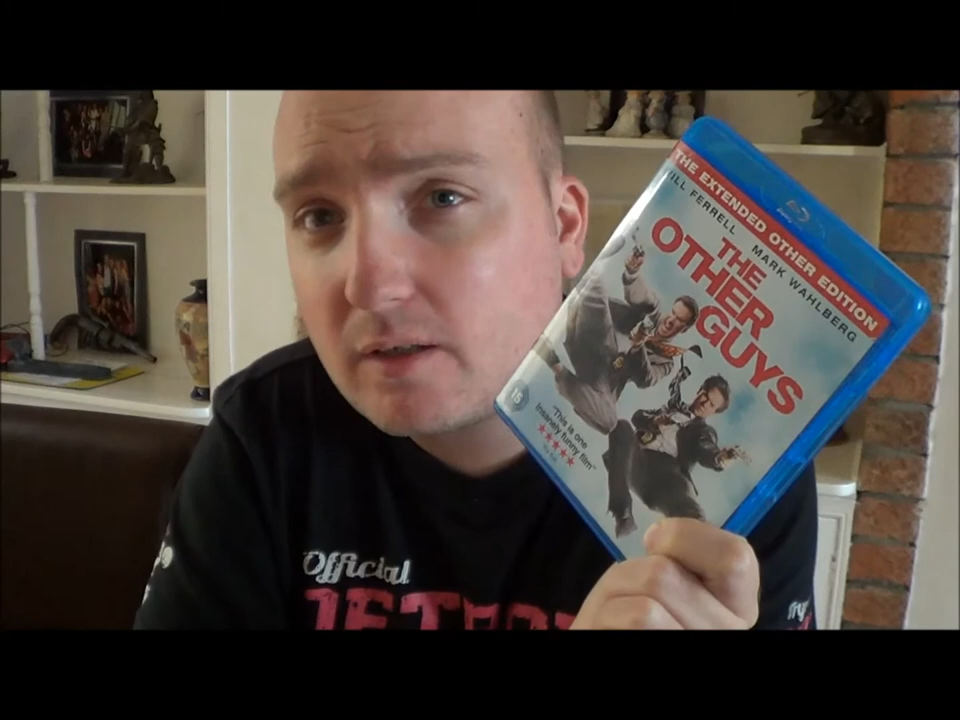 THE EXTENDED OTHER EDITION
WILL FERRELL MARK WAHLBERG
THE
OTHER
GUYS
15
"This is one
insanely funny film"
Official